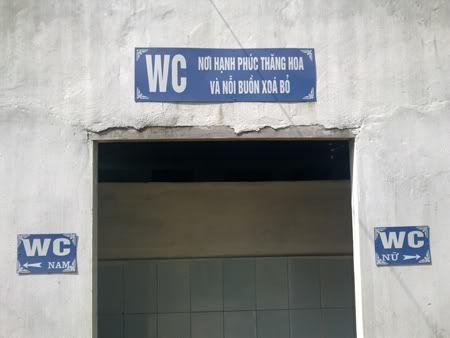 WC NƠI HẠNH PHÚC THĂNG HOA
VÀ NỖI BUỒN XOÁ BỎ
WC
NAM
WC
NỮ